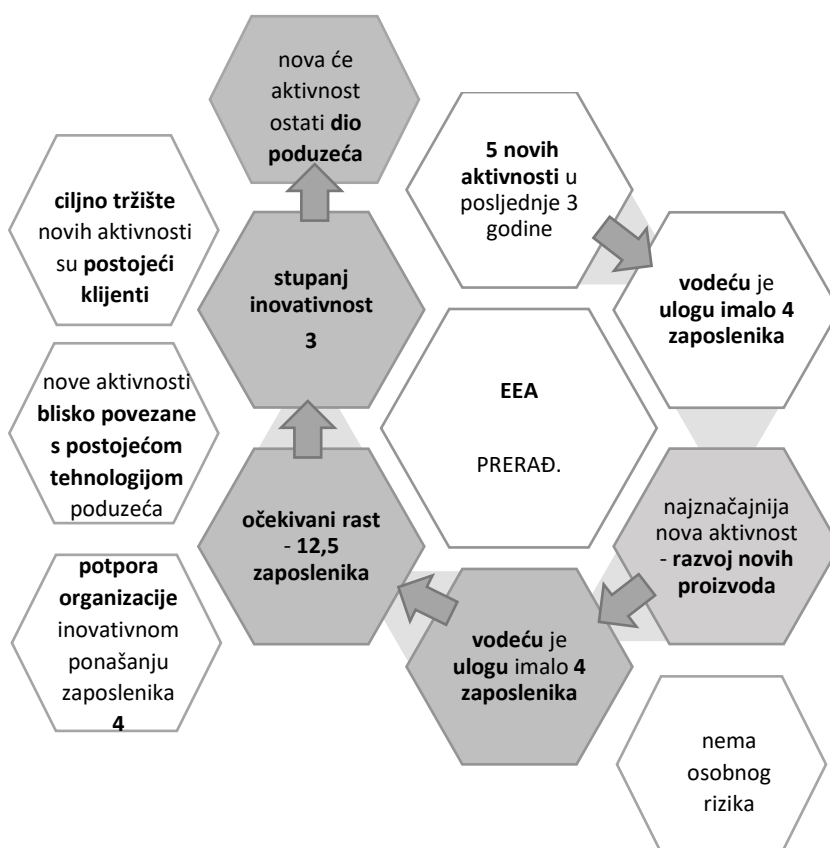 nova će
aktivnost
ostati dio
poduzeća
5 novih
aktivnosti u
posljednje 3
godine
ciljno tržište
novih aktivnosti
su postojeći
klijenti
stupanj
inovativnost
3
vodeću je
ulogu imalo 4
zaposlenika
EEA
PRERAĐ.
nove aktivnosti
blisko povezane
s postojećom
tehnologijom
poduzeća
očekivani rast
- 12,5
zaposlenika
najznačajnija
nova aktivnost
- razvoj novih
proizvoda
potpora
organizacije
inovativnom
ponašanju
zaposlenika
4
vodeću je
ulogu imalo 4
zaposlenika
nema
osobnog
rizika